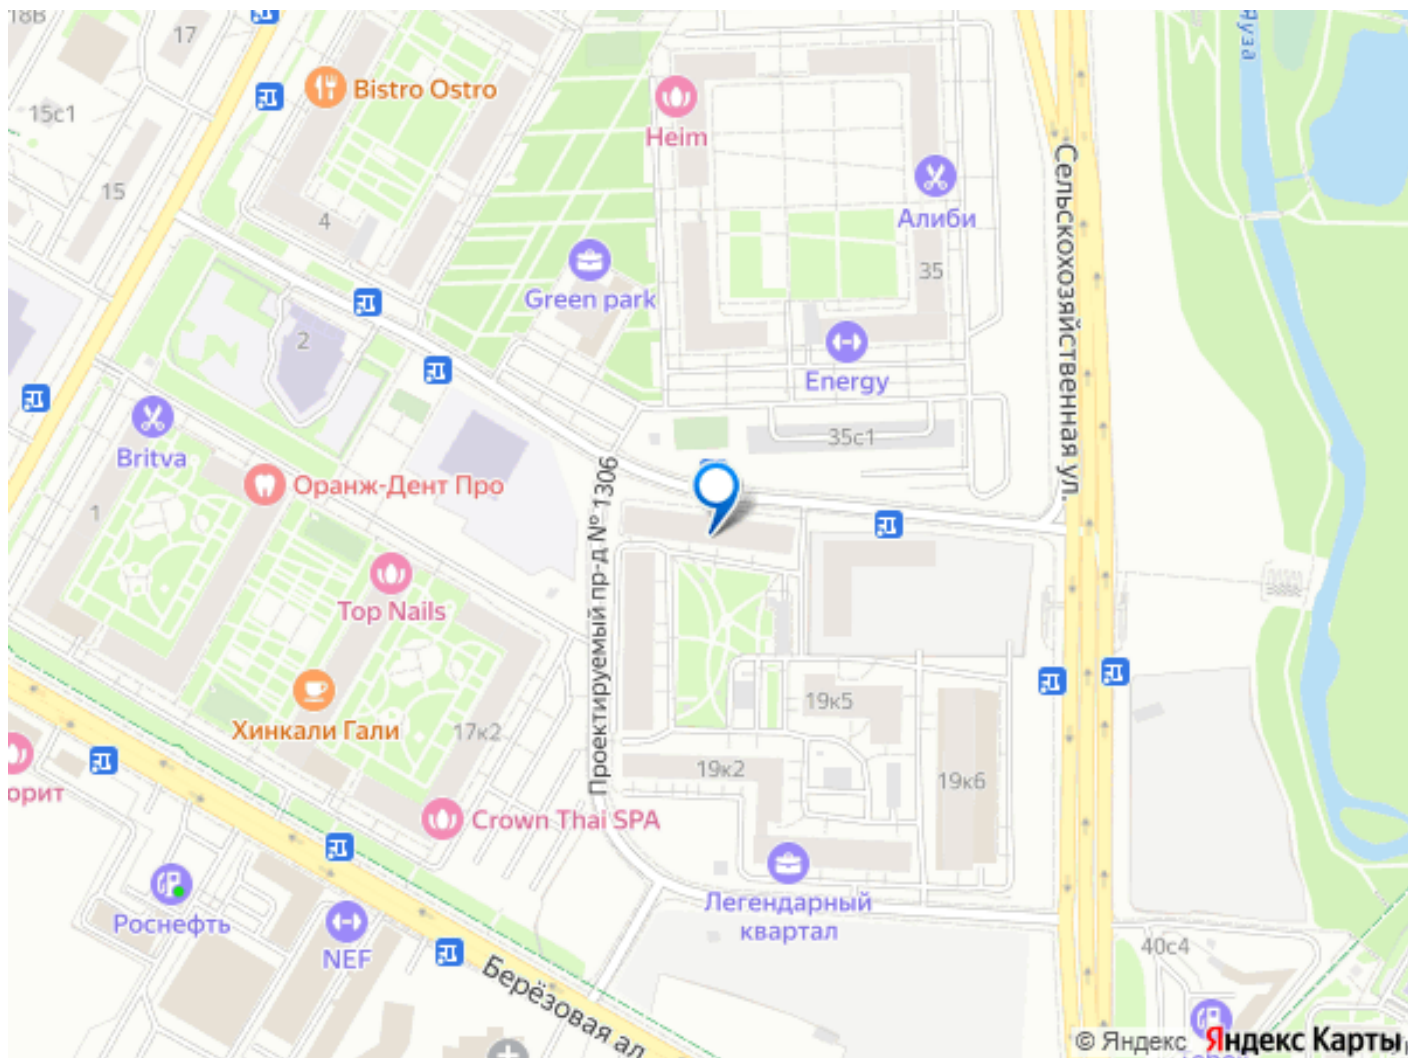 18В
17
Bistro Ostro
15с1
Heim
Яуза
15
4
Алиби
Сельскохозяйственная ул.
35
Green park
2
Energy
Britva
35с1
Оранж-Дент Про
1
Проектируемый пр-д № 1306
Top Nails
19к5
Хинкали Гали
17к2
19к2
19к6
орит
Crown Thai SPA
Роснефть
Легендарный
квартал
NEF
40с4
Берёзовая ал.
© Яндекс Яндекс Карты